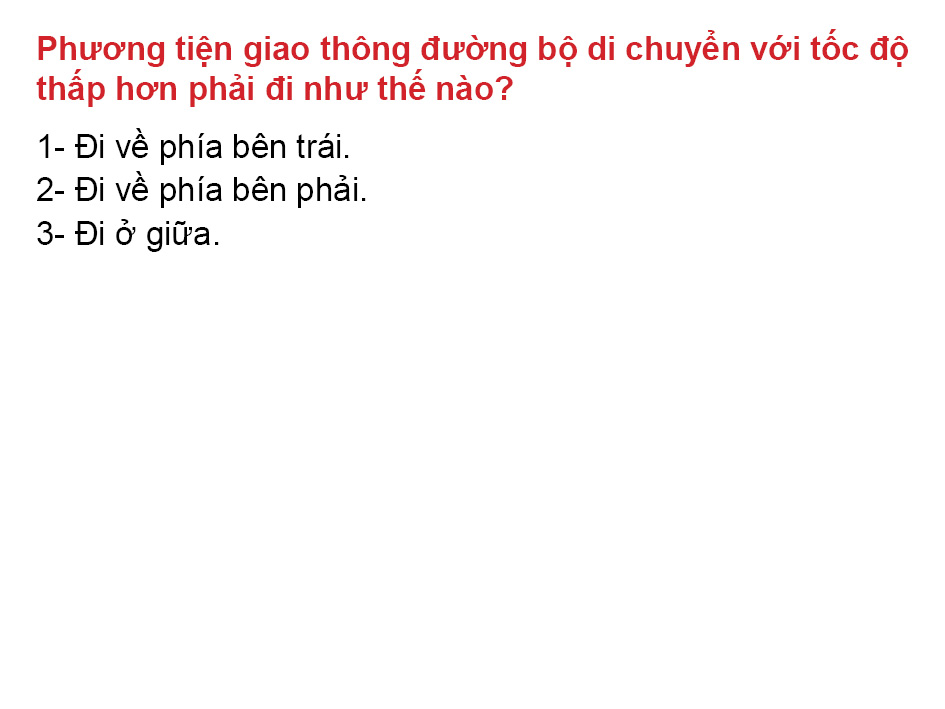 Phương tiện giao thông đường bộ di chuyển với tốc độ
thấp hơn phải đi như thế nào?
1- Đi về phía bên trái.
2- Đi về phía bên phải.
3- Đi ở giữa.